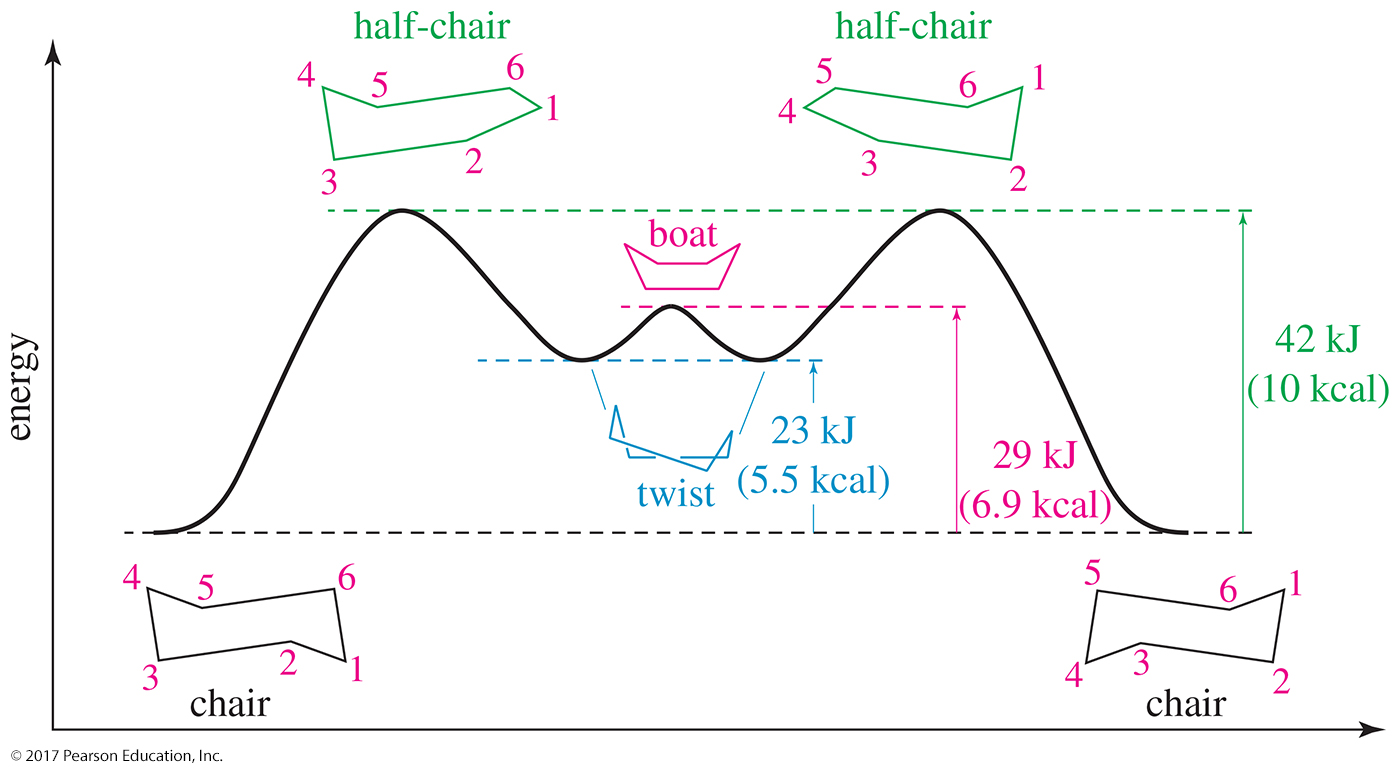 half-chair
half-chair
4
5
6
1
2
3
5
6
1
4
3
2
boat
energy
42 kJ
(10 kcal)
23 kJ
(5.5 kcal)
twist
29 kJ
(6.9 kcal)
4
5
6
3
2
1
chair
5
6
1
4
3
2
chair
© 2017 Pearson Education, Inc.